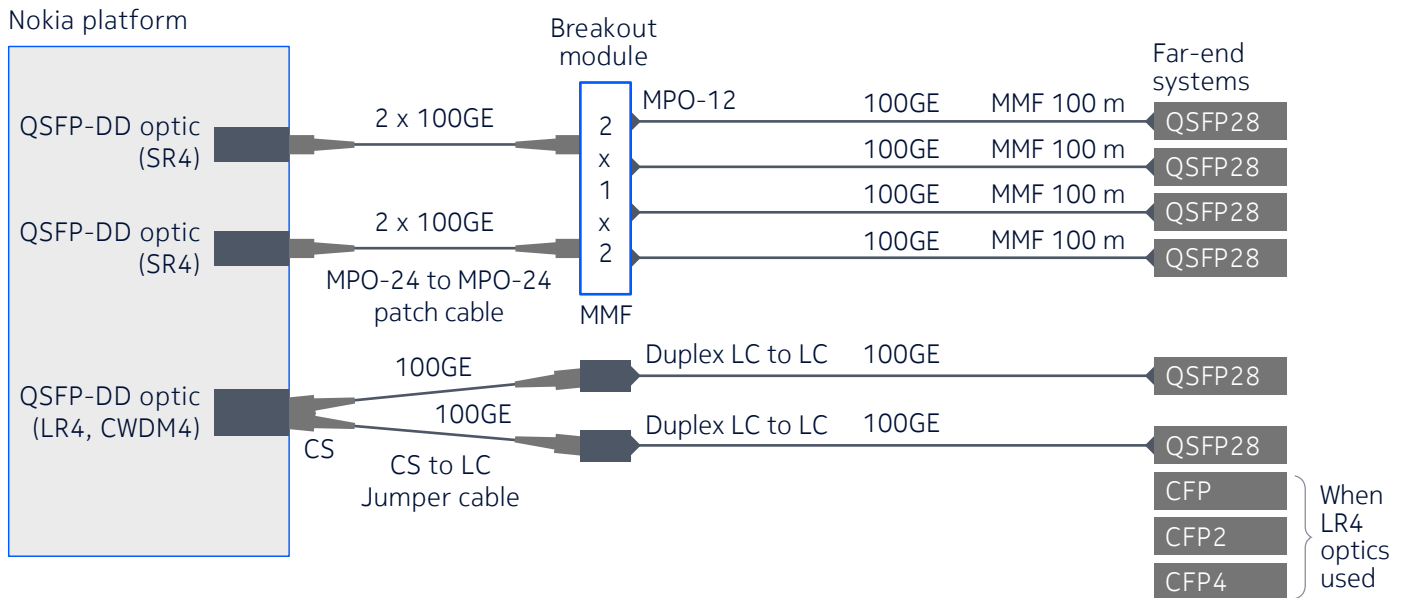 Nokia platform
Breakout
module
Far-end
systems
QSFP-DD optic
(SR4)
2 x 100GE
2
x
1
x
2
MPO-12
100GE
MMF 100 m
QSFP28
100GE
MMF 100 m
QSFP28
100GE
MMF 100 m
QSFP28
100GE
MMF 100 m
QSFP28
QSFP-DD optic
(SR4)
2 x 100GE
MPO-24 to MPO-24
patch cable
MMF
QSFP-DD optic
(LR4, CWDM4)
CS
100GE
100GE
CS to LC
Jumper cable
Duplex LC to LC
100GE
QSFP28
Duplex LC to LC
100GE
QSFP28
CFP
CFP2
CFP4
When
LR4
optics
used